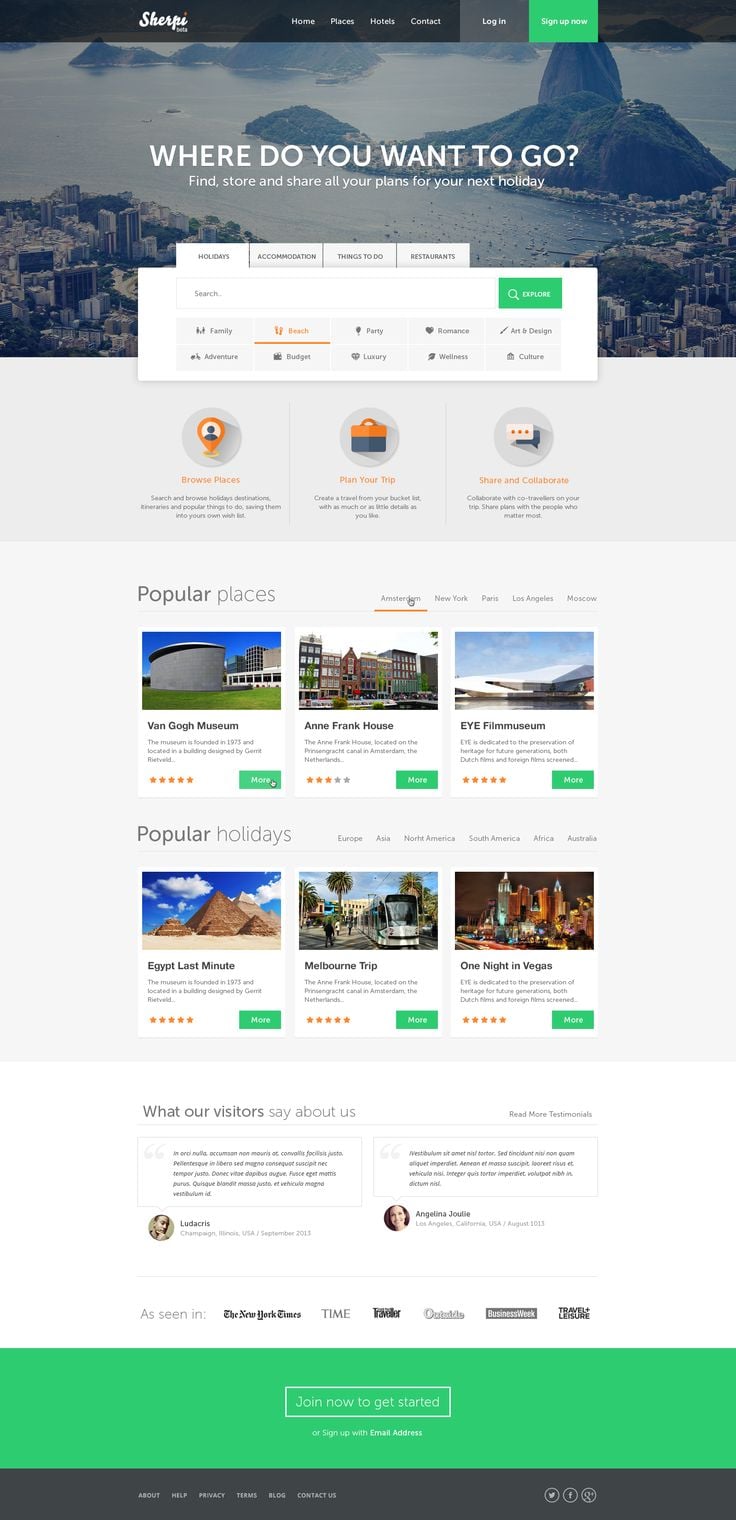 Sherpi
beta
Home Places Hotels Contact Log in Sign up now
WHERE DO YOU WANT TO GO?
Find, store and share all your plans for your next holiday
HOLIDAYS ACCOMMODATION THINGS TO DO RESTAURANTS
Search.. EXPLORE
Family Beach Party Romance Art & Design
Adventure Budget Luxury Wellness Culture
Browse Places
Search and browse holidays destinations,
itineraries and popular things to do, saving them
into yours own wish list.
Plan Your Trip
Create a travel from your bucket list,
with as much or as little details as
you like.
Share and Collaborate
Collaborate with co-travellers on your
trip. Share plans with the people who
matter most.
Popular places
Amsterdam New York Paris Los Angeles Moscow
Van Gogh Museum
The museum is founded in 1973 and
located in a building designed by Gerrit
Rietveld...
More
Anne Frank House
The Anne Frank House, located on the
Prinsengracht canal in Amsterdam, the
Netherlands...
More
EYE Filmmuseum
EYE is dedicated to the preservation of
heritage for future generations, both
Dutch films and foreign films screened...
More
Popular holidays
Europe Asia Norht America South America Africa Australia
Egypt Last Minute
The museum is founded in 1973 and
located in a building designed by Gerrit
Rietveld...
More
Melbourne Trip
The Anne Frank House, located on the
Prinsengracht canal in Amsterdam, the
Netherlands...
More
One Night in Vegas
EYE is dedicated to the preservation of
heritage for future generations, both
Dutch films and foreign films screened...
More
What our visitors say about us
Read More Testimonials
In orci nulla, accumsan non mauris at, convallis facilisis justo.
Pellentesque in libero sed magna consequat suscipit nec
tempor justo. Donec vitae dapibus augue. Fusce eget mattis
purus. Quisque blandit massa justo, et vehicula magna
vestibulum id.
Ludacris
Champaign, Illinois, USA / September 2013
IVestibulum sit amet nisl tortor. Sed tincidunt nisi non quam
aliquet imperdiet. Aenean et massa suscipit, laoreet risus et,
vehicula nisi. Integer quis tortor imperdiet, volutpat nibh in,
dictum nisl.
Angelina Joulie
Los Angeles, California, USA / August 1013
As seen in: The New York Times TIME Traveller Outside BusinessWeek TRAVEL+
LEISURE
Join now to get started
or Sign up with Email Address
ABOUT HELP PRIVACY TERMS BLOG CONTACT US